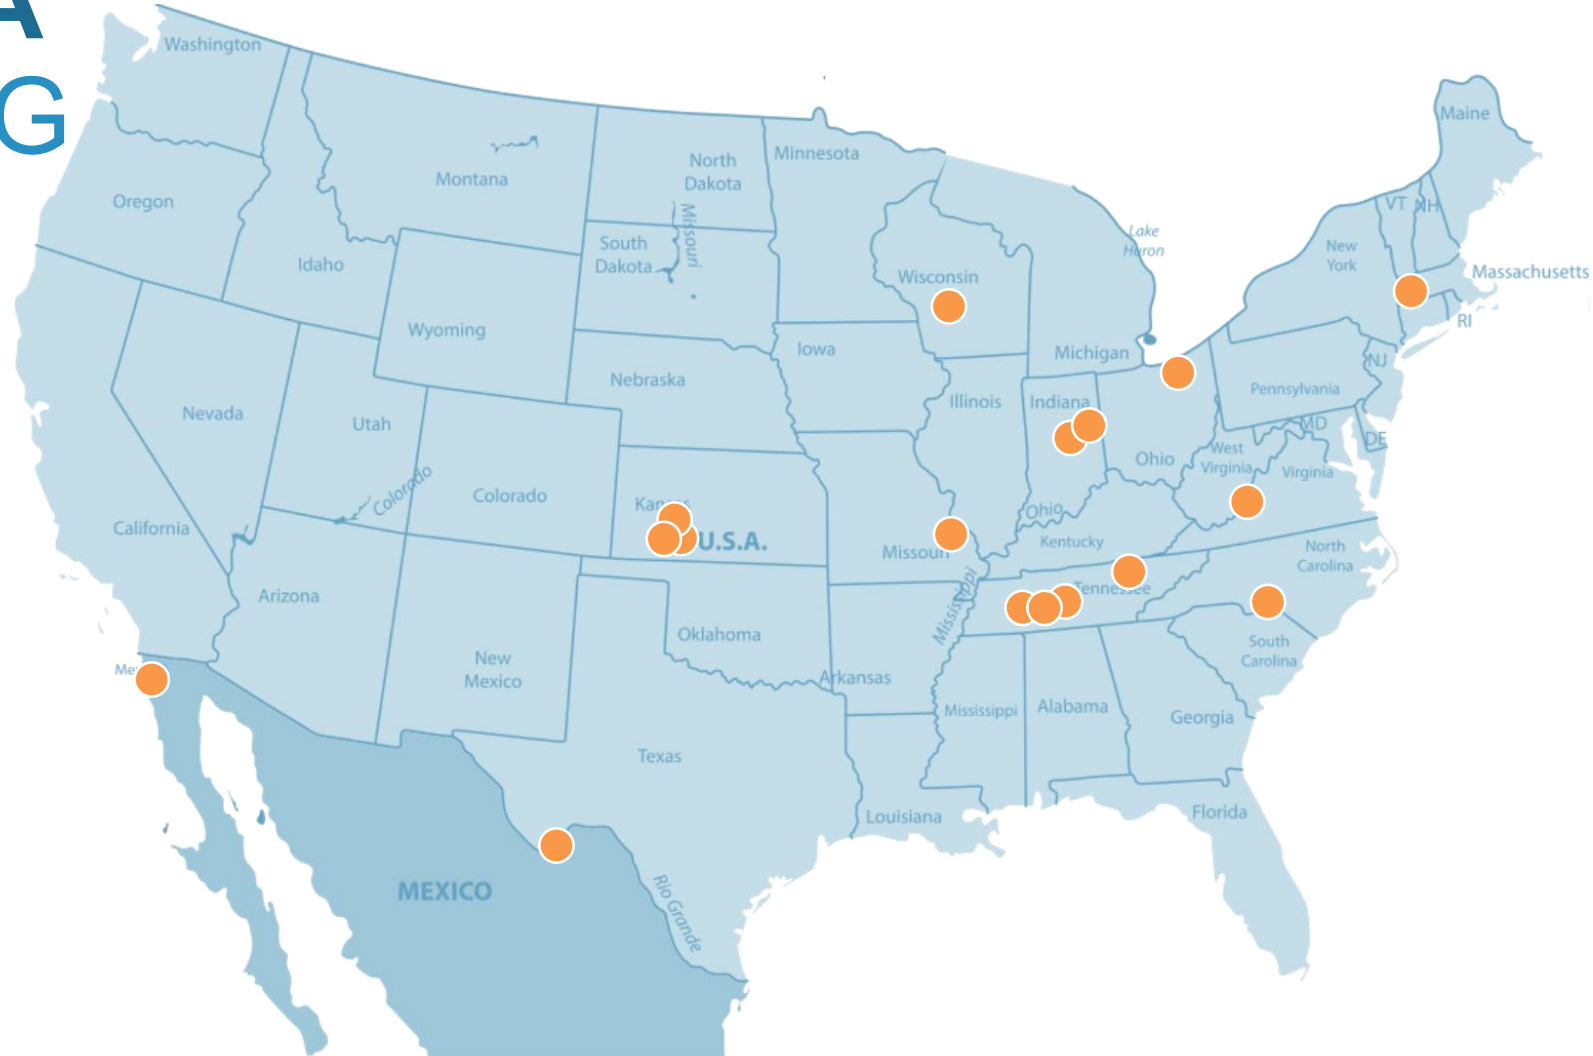 A
G
Washington
Maine
Minnesota
North
Dakota
Montana
Oregon
VT
NH
Missouri
Lake
Huron
South
Dakota
New
York
Idaho
Wisconsin
Massachusetts
RI
Wyoming
Iowa
Michigan
NJ
Nebraska
Pennsylvania
Illinois
Indiana
Nevada
Utah
MD
DE
West
Virginia
Ohio
Virginia
Colorado
Colorado
Kansas
Ohio
California
U.S.A.
Missouri
Kentucky
North
Carolina
Arizona
Mississippi
Tennessee
Oklahoma
South
Carolina
New
Mexico
Me
Arkansas
Mississippi
Alabama
Georgia
Texas
Louisiana
Florida
MEXICO
Rio Grande